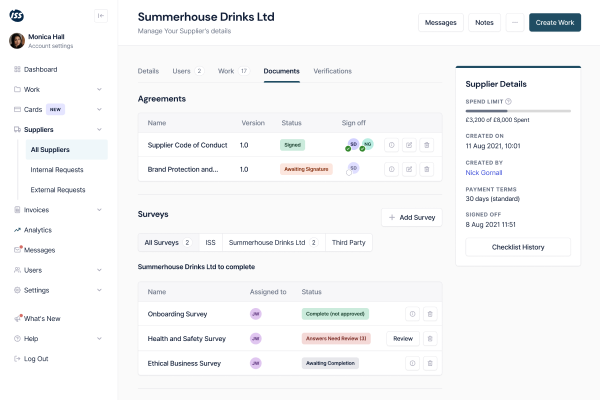 ISS
Monica Hall
Account settings
Dashboard
Work
Cards NEW
Suppliers
All Suppliers
Internal Requests
External Requests
Invoices
Analytics
Messages
Users
Settings
What's New
Help
Log Out
Summerhouse Drinks Ltd
Manage Your Supplier's details
Messages
Notes
Create Work
Details
Users 2
Work 17
Documents
Verifications
Agreements
Name Version Status Sign off
Supplier Code of Conduct 1.0 Signed SD NG
Brand Protection and... 1.0 Awaiting Signature SD
Surveys
Add Survey
All Surveys 2
ISS
Summerhouse Drinks Ltd 2
Third Party
Summerhouse Drinks Ltd to complete
Name Assigned to Status
Onboarding Survey JW Complete (not approved)
Health and Safety Survey JW Answers Need Review (3) Review
Ethical Business Survey JW Awaiting Completion
Supplier Details
SPEND LIMIT
£3,200 of £8,000 Spent
CREATED ON
11 Aug 2021, 10:01
CREATED BY
Nick Gornall
PAYMENT TERMS
30 days (standard)
SIGNED OFF
8 Aug 2021 11:51
Checklist History